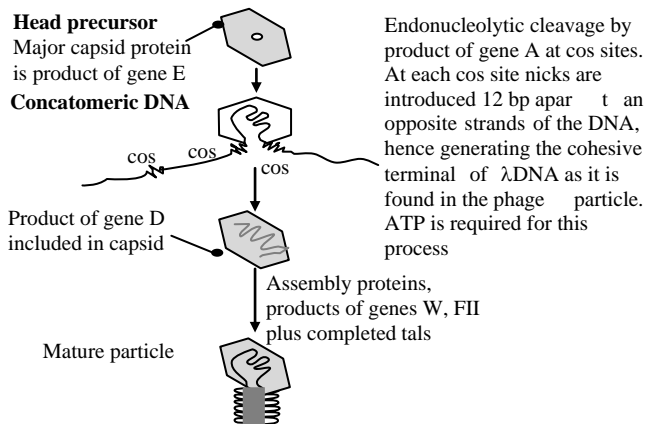 Head precursor
Major capsid protein
is product of gene E
Concatomeric DNA
cos
cos
cos
Endonucleolytic cleavage by
product of gene A at cos sites.
At each cos site nicks are
introduced 12 bp apar t an
opposite strands of the DNA,
hence generating the cohesive
terminal of λDNA as it is
found in the phage particle.
ATP is required for this
process
Product of gene D
included in capsid
Assembly proteins,
products of genes W, FII
plus completed tals
Mature particle